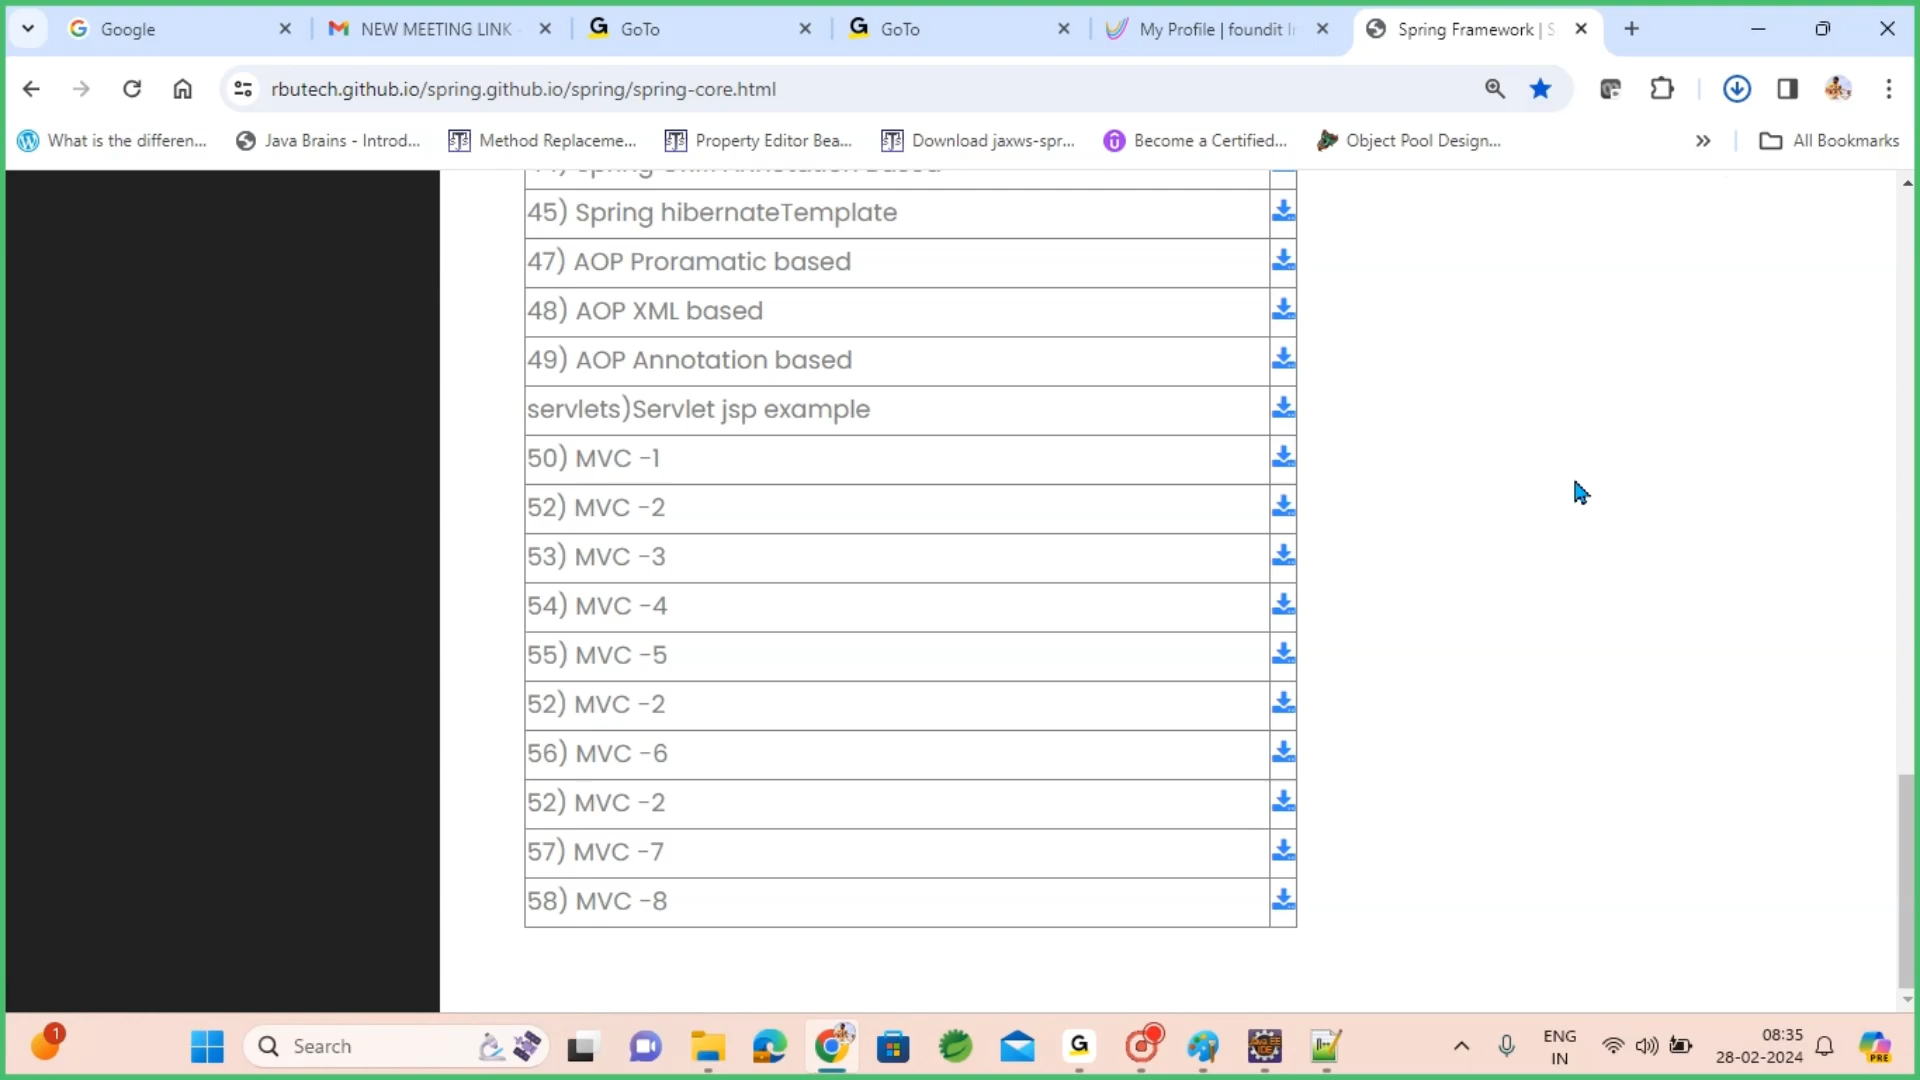 Google
NEW MEETING LINK -
GoTo
GoTo
My Profile | foundit In
Spring Framework | S
rbutech.github.io/spring.github.io/spring/spring-core.html
What is the differen...
Java Brains - Introd...
Method Replaceme...
Property Editor Bea...
Download jaxws-spr...
Become a Certified...
Object Pool Design...
All Bookmarks
45) Spring hibernateTemplate
47) AOP Proramatic based
48) AOP XML based
49) AOP Annotation based
servlets)Servlet jsp example
50) MVC -1
52) MVC -2
53) MVC -3
54) MVC -4
55) MVC -5
52) MVC -2
56) MVC -6
52) MVC -2
57) MVC -7
58) MVC -8
1
Search
G
ENG
IN
08:35
28-02-2024
PRE